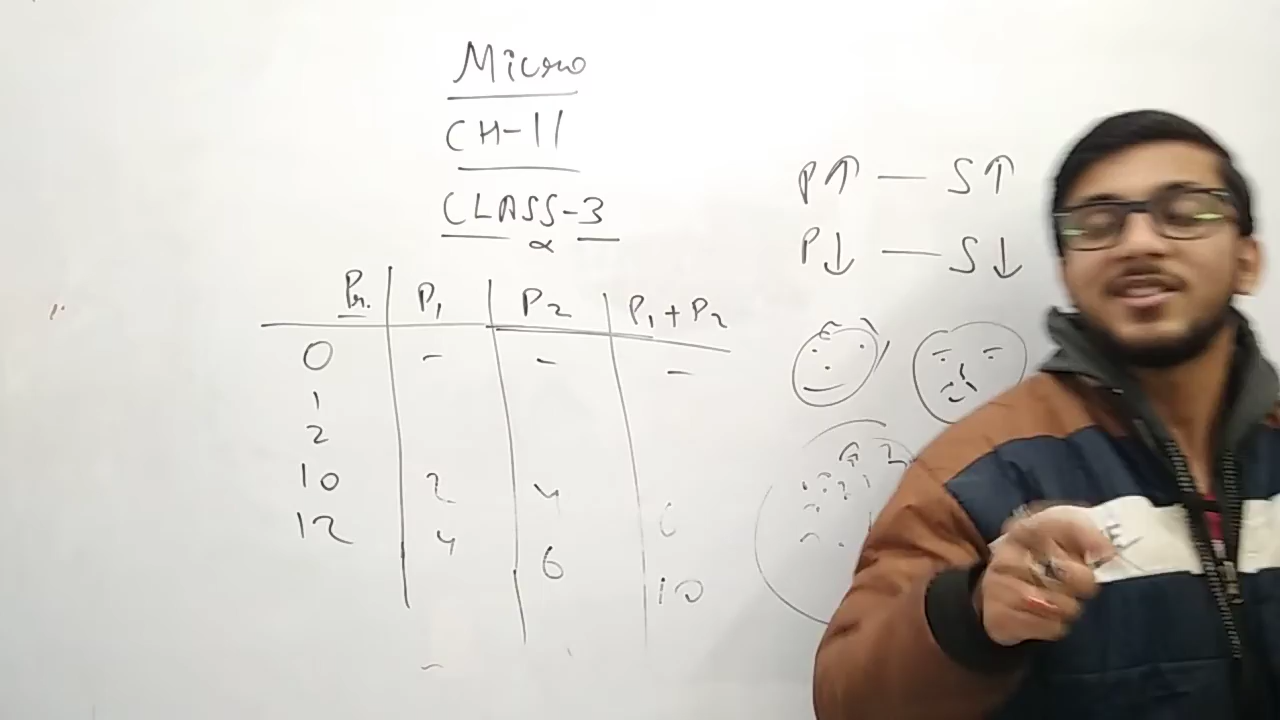 Micro
CH-11
CLASS-3
P↑ — S↑
P↓ — S↓
Pr. P1 P2 P1+P2
0 - - -
1
2
10 2 4 6
12 4 6 10